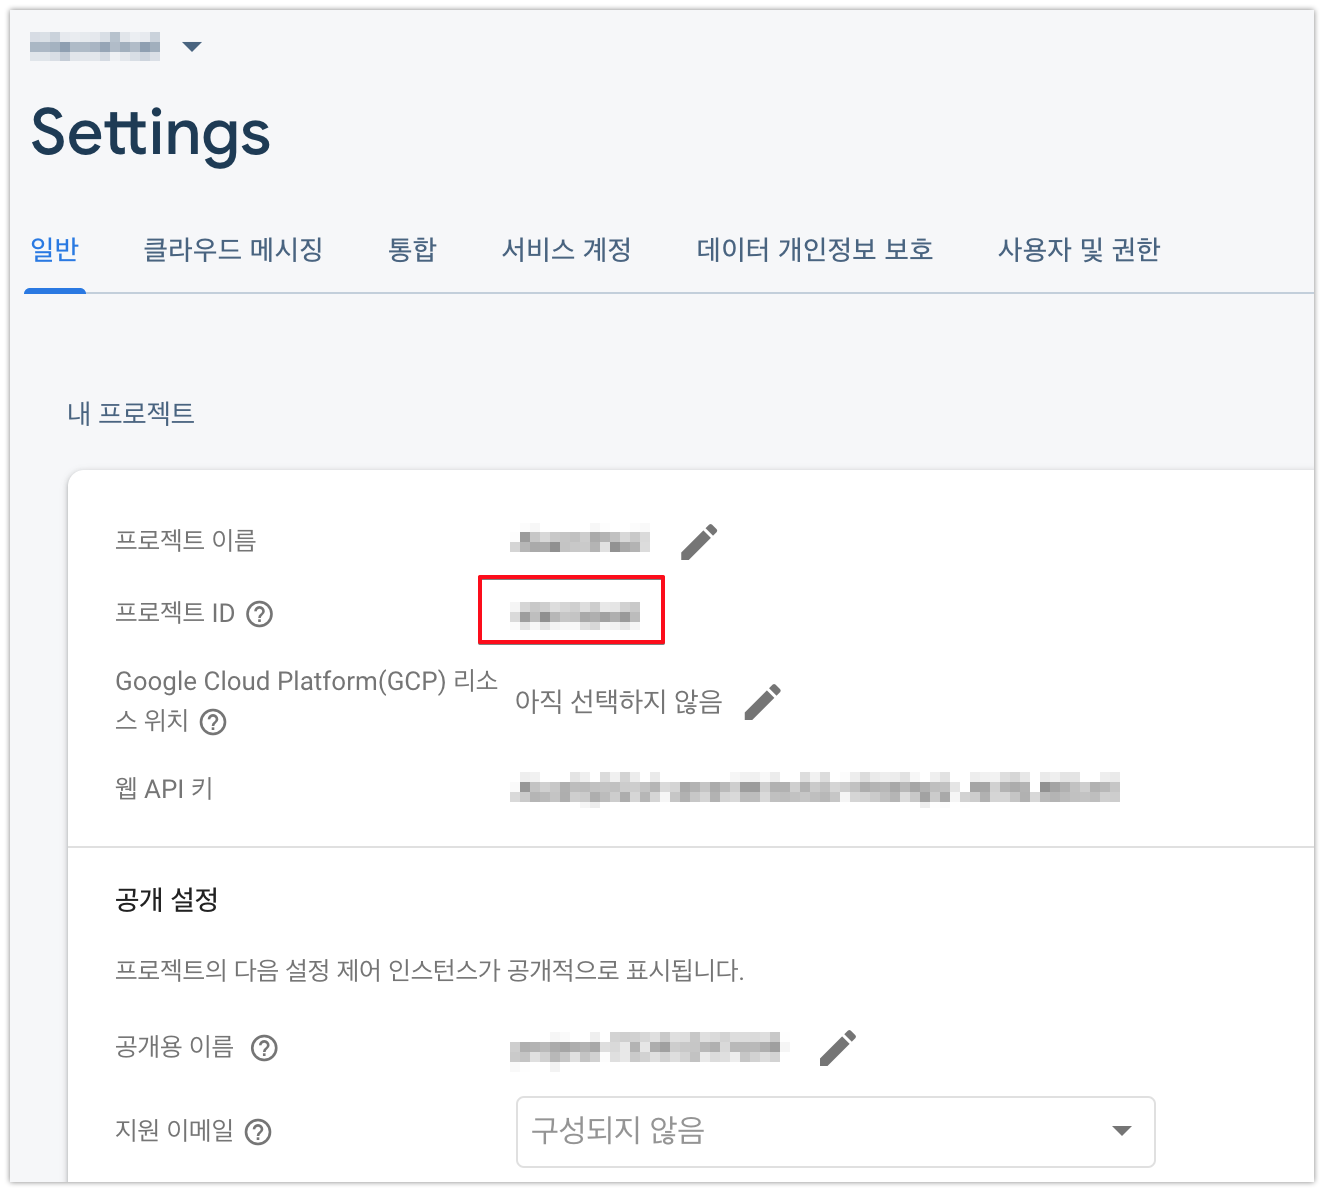 Settings
일반 클라우드 메시징 통합 서비스 계정 데이터 개인정보 보호 사용자 및 권한
내 프로젝트
프로젝트 이름
프로젝트 ID
Google Cloud Platform(GCP) 리소
스 위치
아직 선택하지 않음
웹 API 키
공개 설정
프로젝트의 다음 설정 제어 인스턴스가 공개적으로 표시됩니다.
공개용 이름
지원 이메일
구성되지 않음